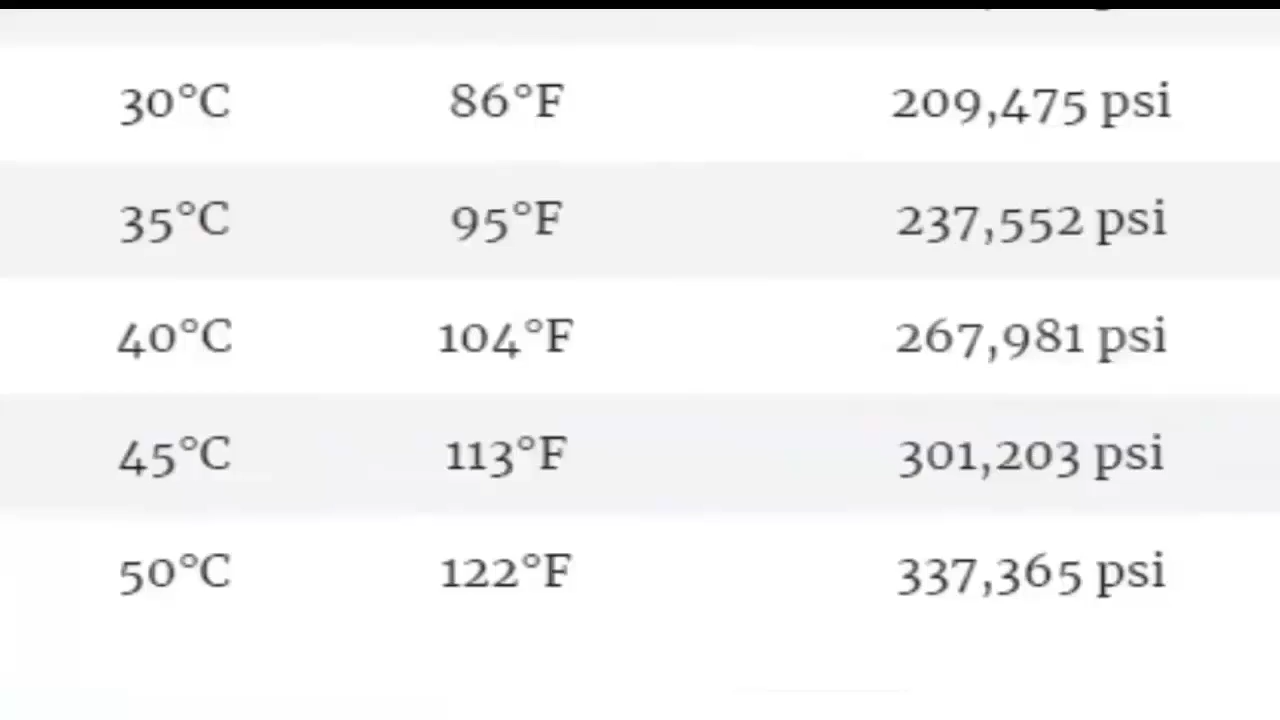 30°C 86°F 209,475 psi
35°C 95°F 237,552 psi
40°C 104°F 267,981 psi
45°C 113°F 301,203 psi
50°C 122°F 337,365 psi